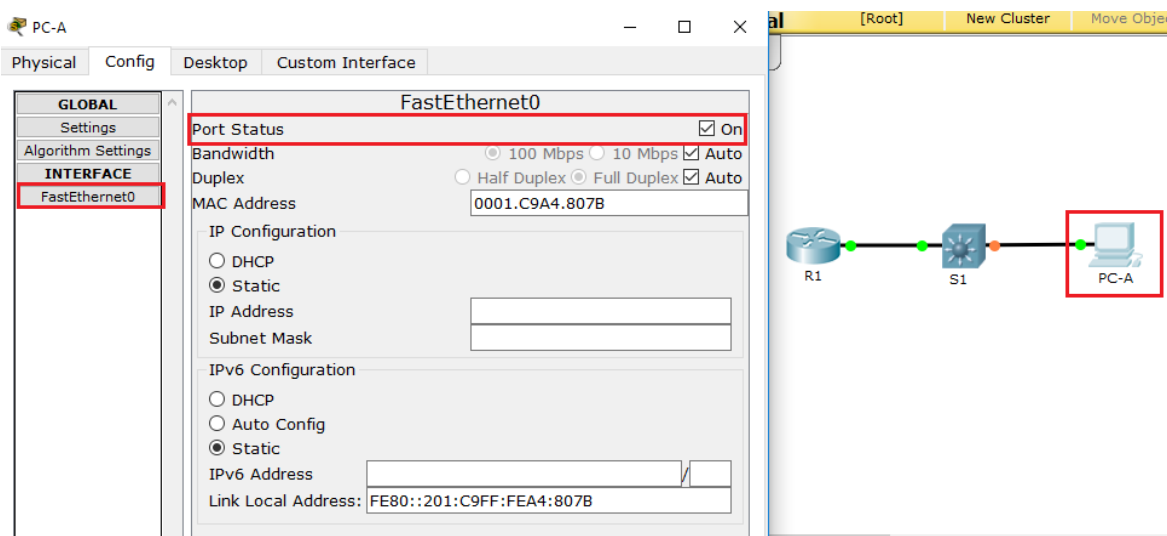 PC-A
Physical Config Desktop Custom Interface
GLOBAL
Settings
Algorithm Settings
INTERFACE
FastEthernet0
FastEthernet0
Port Status On
Bandwidth 100 Mbps 10 Mbps Auto
Duplex Half Duplex Full Duplex Auto
MAC Address 0001.C9A4.807B
IP Configuration
DHCP
Static
IP Address
Subnet Mask
IPv6 Configuration
DHCP
Auto Config
Static
IPv6 Address /
Link Local Address: FE80::201:C9FF:FEA4:807B
al [Root] New Cluster Move Objec
R1 S1 PC-A